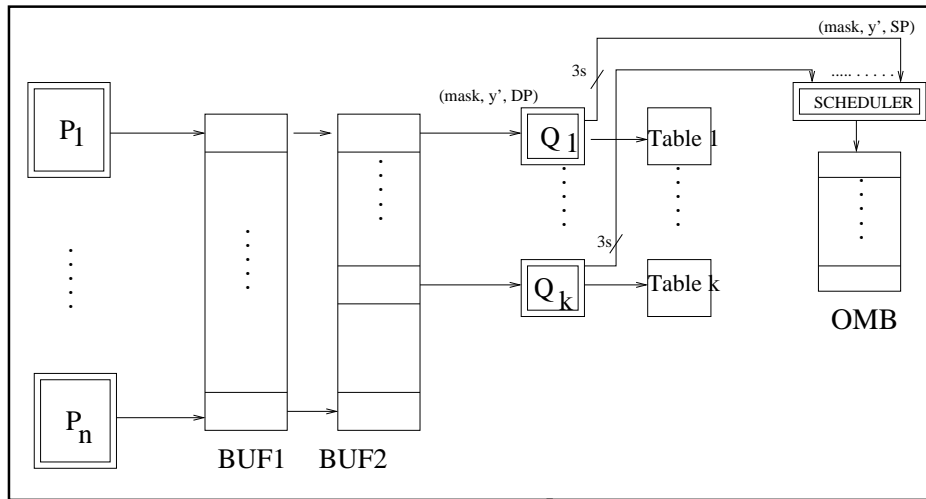 (mask, y', SP)
3s
(mask, y', DP)
SCHEDULER
P1
Q1
Table 1
3s
Qk
Table k
OMB
Pn
BUF1
BUF2